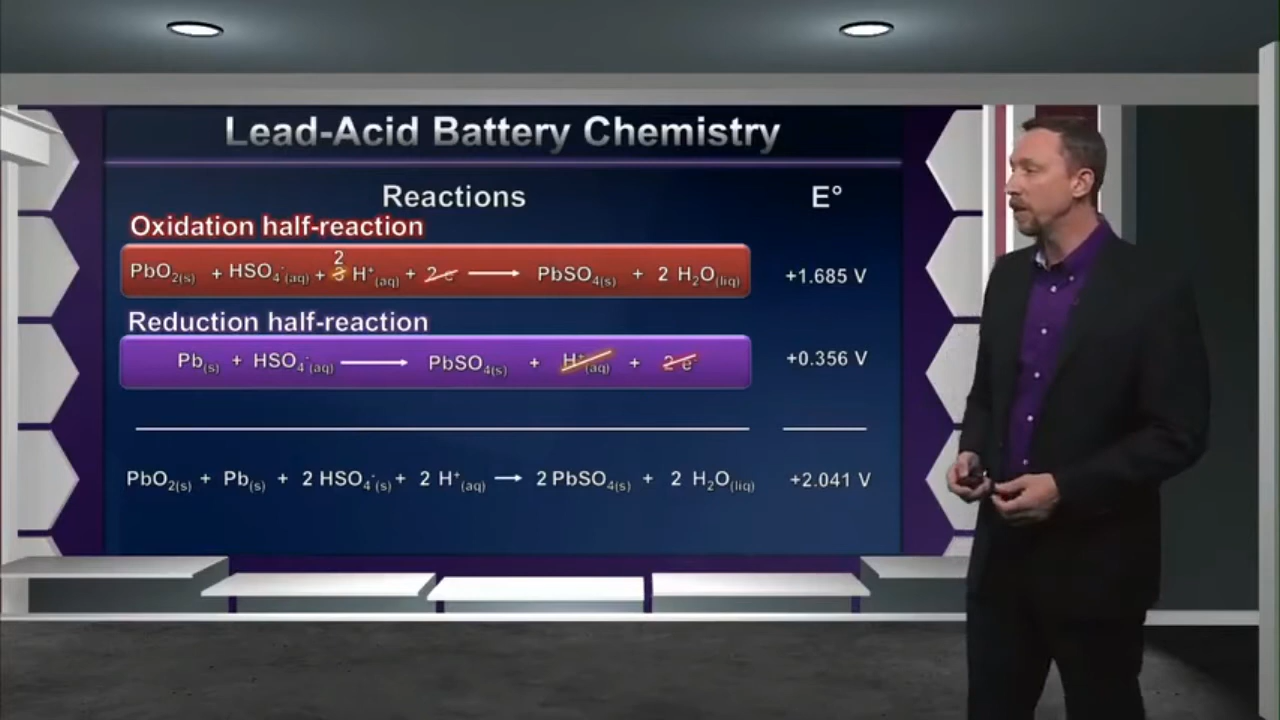 Lead-Acid Battery Chemistry
Reactions E°
Oxidation half-reaction
2
PbO2(s) + HSO4-(aq) + 3 H+(aq) + 2 e- → PbSO4(s) + 2 H2O(liq) +1.685 V
Reduction half-reaction
Pb(s) + HSO4-(aq) → PbSO4(s) + H+(aq) + 2 e- +0.356 V
PbO2(s) + Pb(s) + 2 HSO4-(s) + 2 H+(aq) → 2 PbSO4(s) + 2 H2O(liq) +2.041 V